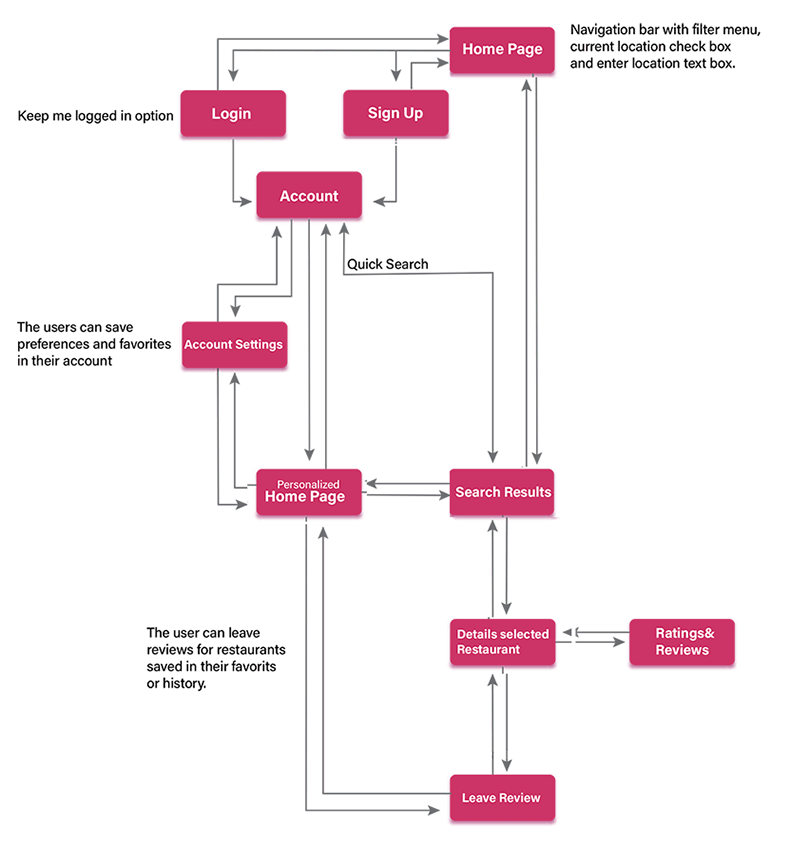 Home Page
Navigation bar with filter menu,
current location check box
and enter location text box.
Keep me logged in option
Login
Sign Up
Account
Quick Search
The users can save
preferences and favorites
in their account
Account Settings
Personalized
Home Page
Search Results
The user can leave
reviews for restaurants
saved in their favorits
or history.
Details selected
Restaurant
Ratings&
Reviews
Leave Review